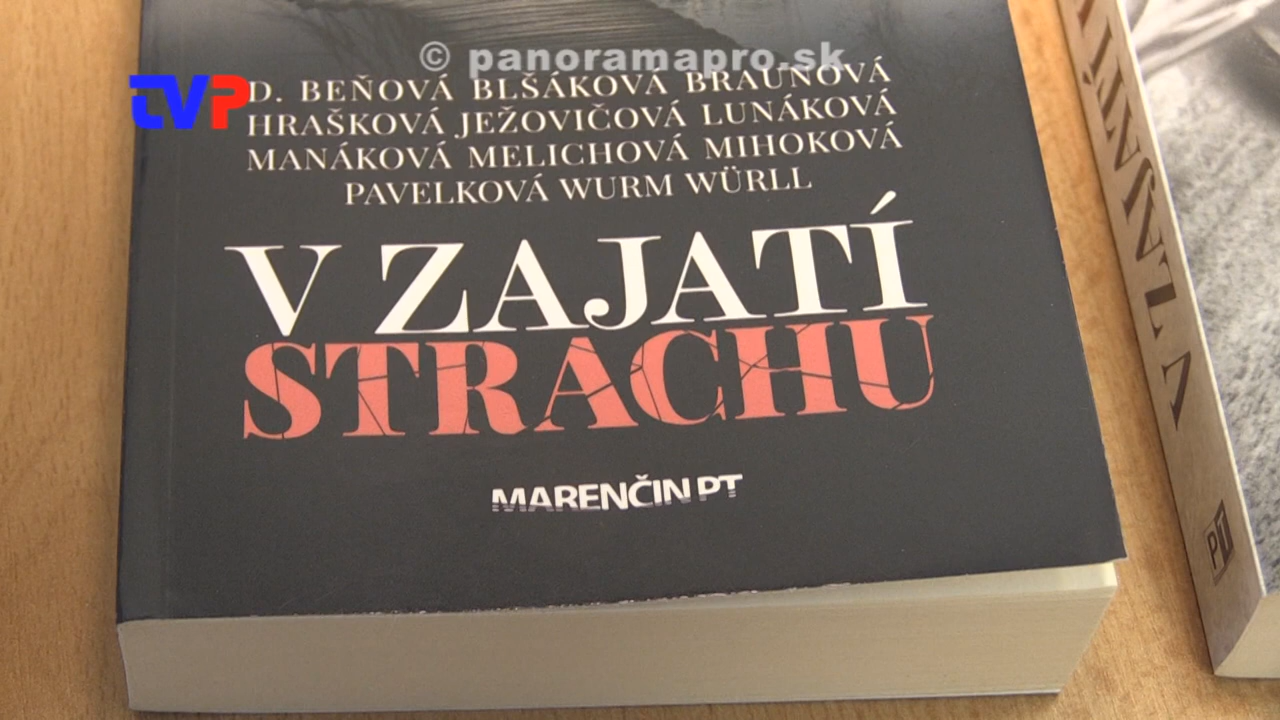 © panoramapro.sk
TVP
D. BEŇOVÁ BLŠÁKOVÁ BRAUNOVÁ
HRAŠKOVÁ JEŽOVIČOVÁ LUNÁKOVÁ
MANÁKOVÁ MELICHOVÁ MIHOKOVÁ
PAVELKOVÁ WURM WÜRLL
V ZAJATÍ
STRACHU
MARENČIN PT
V ZAJATÍ
PT